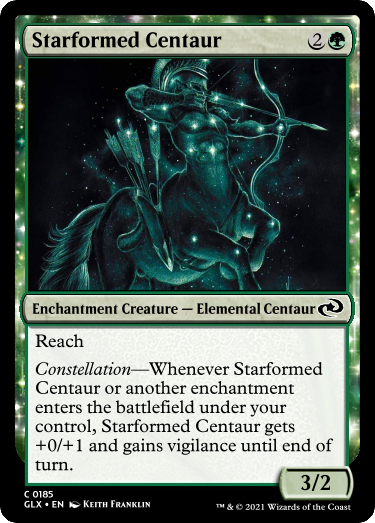 Starformed Centaur 2
Enchantment Creature — Elemental Centaur
Reach
Constellation—Whenever Starformed
Centaur or another enchantment
enters the battlefield under your
control, Starformed Centaur gets
+0/+1 and gains vigilance until end of
turn.
3/2
C 0185
GLX • EN Keith Franklin
™ & © 2021 Wizards of the Coast